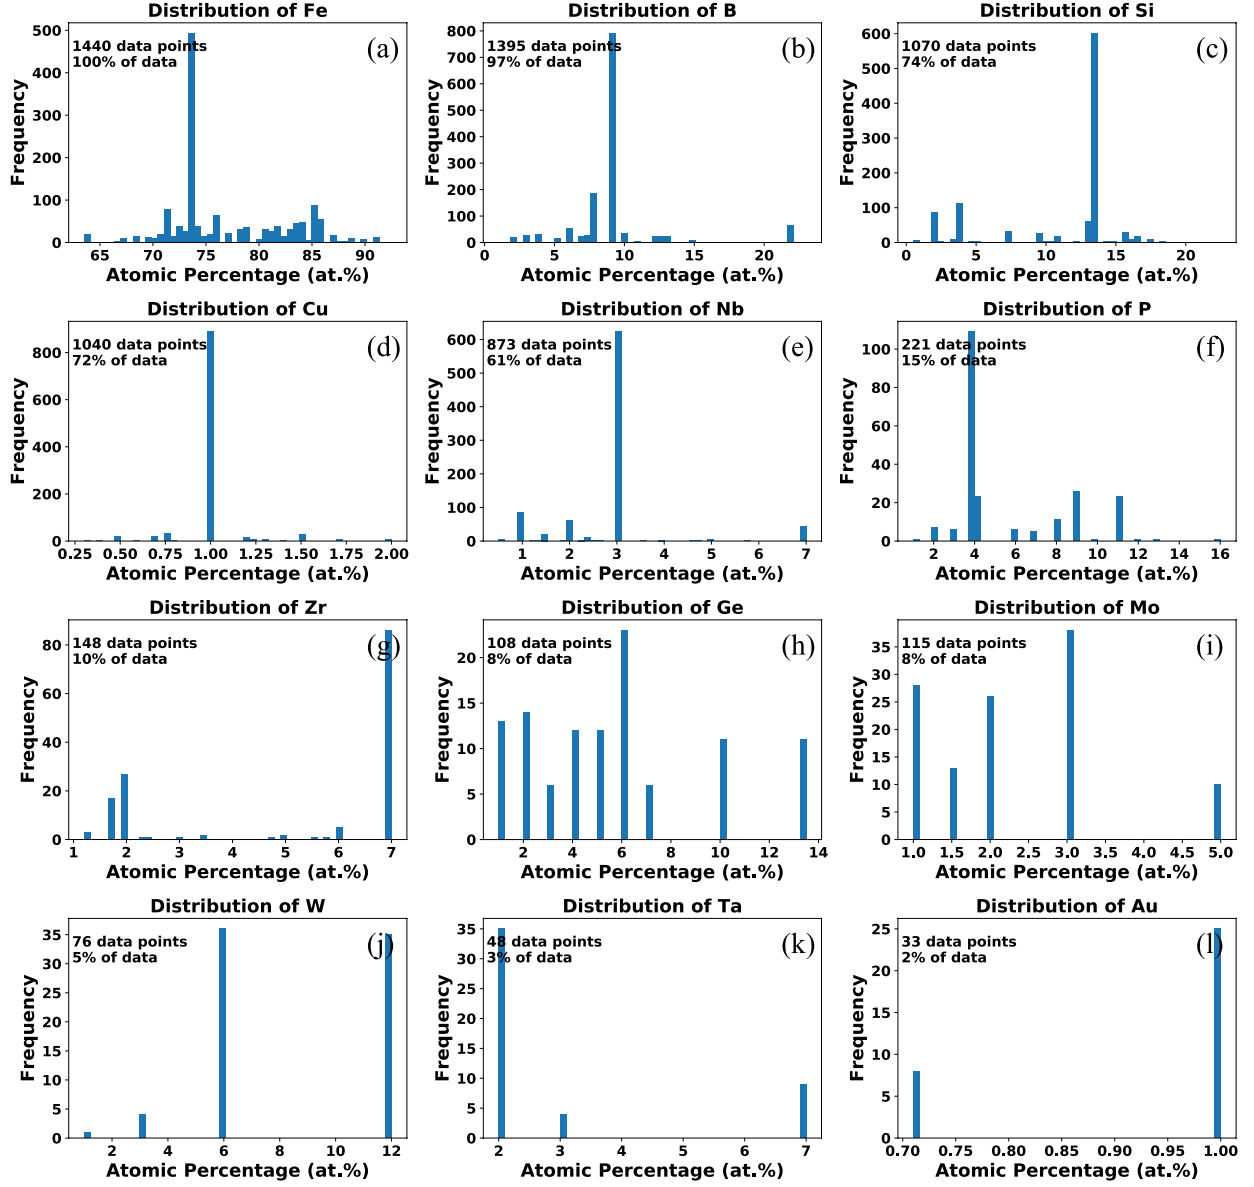 Distribution of Fe
1440 data points
100% of data
(a)
Frequency
500
400
300
200
100
0
65 70 75 80 85 90
Atomic Percentage (at.%)
Distribution of B
1395 data points
97% of data
(b)
Frequency
800
700
600
500
400
300
200
100
0
0 5 10 15 20
Atomic Percentage (at.%)
Distribution of Si
1070 data points
74% of data
(c)
Frequency
600
500
400
300
200
100
0
0 5 10 15 20
Atomic Percentage (at.%)
Distribution of Cu
1040 data points
72% of data
(d)
Frequency
800
600
400
200
0
0.25 0.50 0.75 1.00 1.25 1.50 1.75 2.00
Atomic Percentage (at.%)
Distribution of Nb
873 data points
61% of data
(e)
Frequency
600
500
400
300
200
100
0
1 2 3 4 5 6 7
Atomic Percentage (at.%)
Distribution of P
221 data points
15% of data
(f)
Frequency
100
80
60
40
20
0
2 4 6 8 10 12 14 16
Atomic Percentage (at.%)
Distribution of Zr
148 data points
10% of data
(g)
Frequency
80
60
40
20
0
1 2 3 4 5 6 7
Atomic Percentage (at.%)
Distribution of Ge
108 data points
8% of data
(h)
Frequency
20
15
10
5
0
2 4 6 8 10 12 14
Atomic Percentage (at.%)
Distribution of Mo
115 data points
8% of data
(i)
Frequency
35
30
25
20
15
10
5
0
1.0 1.5 2.0 2.5 3.0 3.5 4.0 4.5 5.0
Atomic Percentage (at.%)
Distribution of W
76 data points
5% of data
(j)
Frequency
35
30
25
20
15
10
5
0
2 4 6 8 10 12
Atomic Percentage (at.%)
Distribution of Ta
48 data points
3% of data
(k)
Frequency
35
30
25
20
15
10
5
0
2 3 4 5 6 7
Atomic Percentage (at.%)
Distribution of Au
33 data points
2% of data
(l)
Frequency
25
20
15
10
5
0
0.70 0.75 0.80 0.85 0.90 0.95 1.00
Atomic Percentage (at.%)